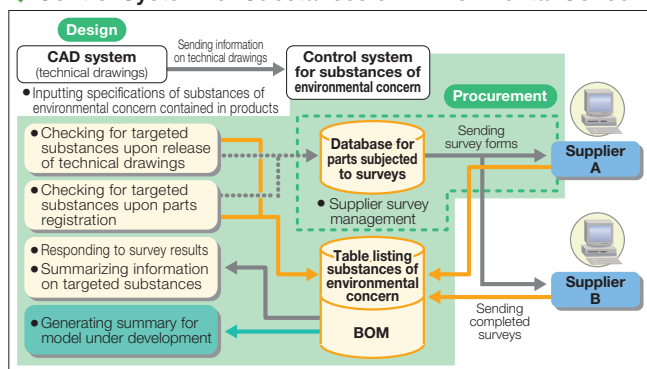 Design
CAD system
(technical drawings)
Sending information
on technical drawings
Control system
for substances of
environmental concern
● Inputting specifications of substances of
environmental concern contained in products
Procurement
● Checking for targeted
substances upon release
of technical drawings
● Checking for targeted
substances upon parts
registration
Database for
parts subjected
to surveys
● Supplier survey
management
Sending
survey forms
Supplier
A
● Responding to survey results
● Summarizing information
on targeted substances
● Generating summary for
model under development
Table listing
substances of
environmental
concern
BOM
Supplier
B
Sending
completed
surveys